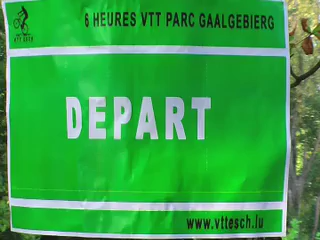 6 HEURES VTT PARC GAALGEBIERG
VTT ESCH
DEPART
www.vttesch.lu